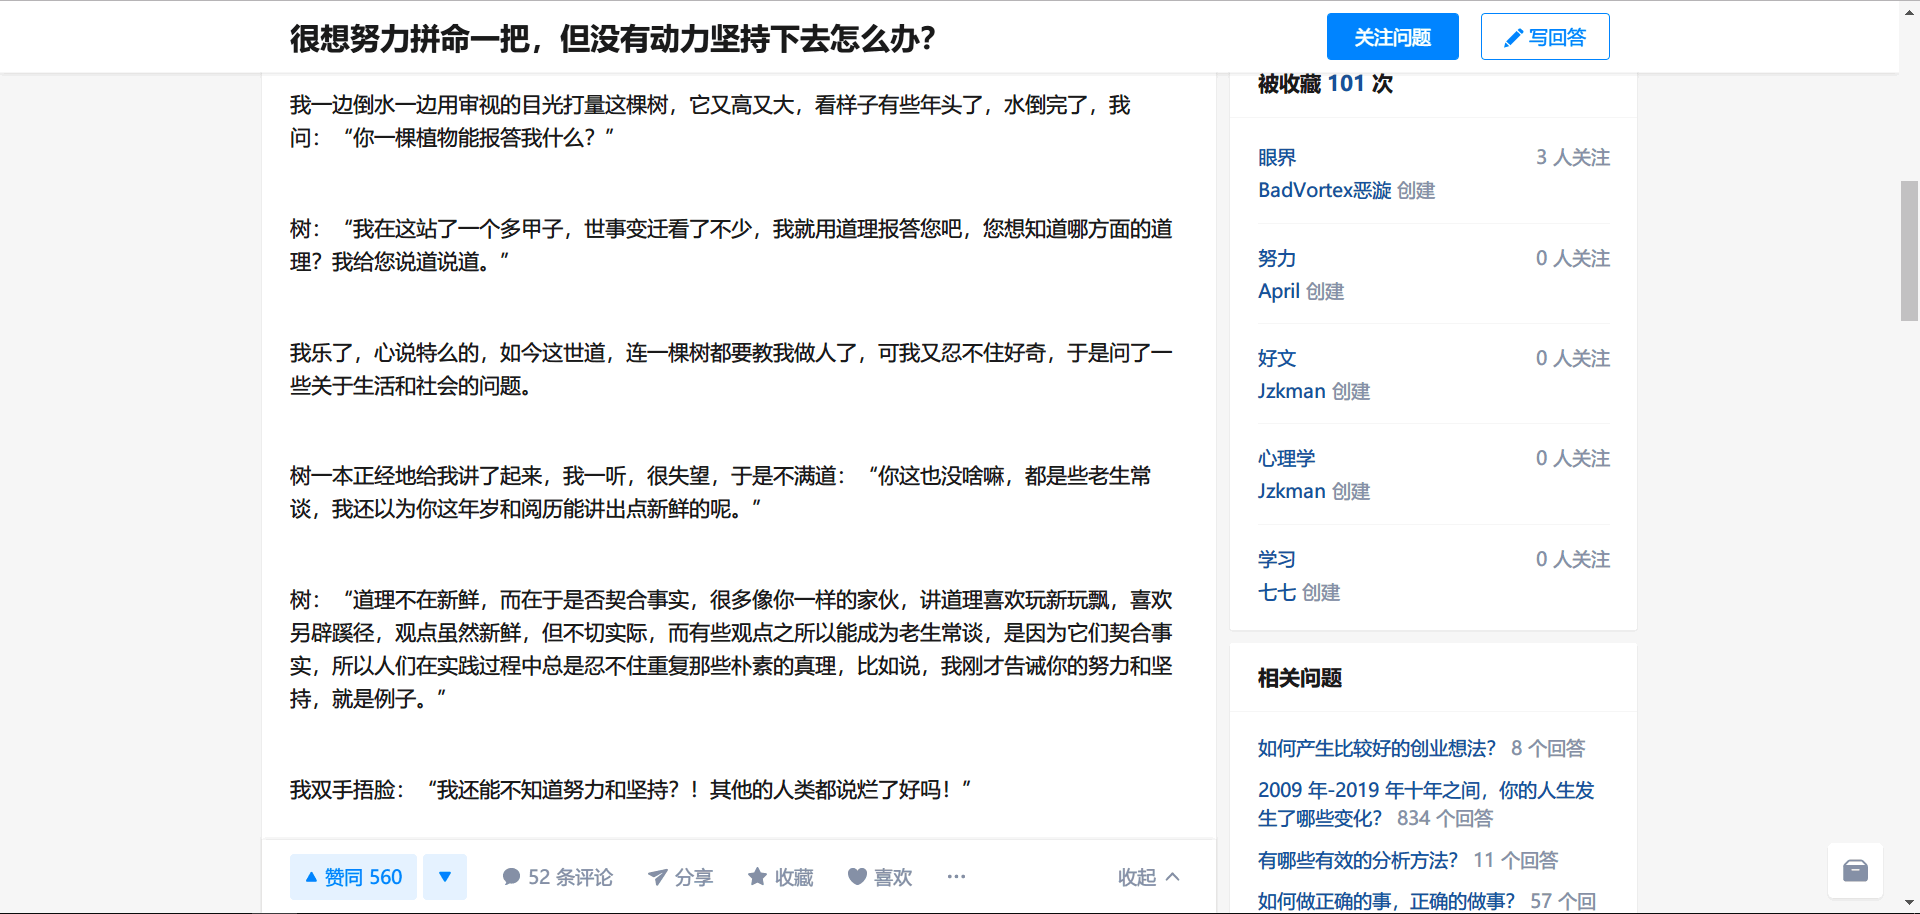 很想努力拼命一把，但没有动力坚持下去怎么办？
关注问题
写回答
我一边倒水一边用审视的目光打量这棵树，它又高又大，看样子有些年头了，水倒完了，我
问：“你一棵植物能报答我什么？”
树：“我在这站了一个多甲子，世事变迁看了不少，我就用道理报答您吧，您想知道哪方面的道
理？我给您说道说道。”
我乐了，心说特么的，如今这世道，连一棵树都要教我做人了，可我又忍不住好奇，于是问了一
些关于生活和社会的问题。
树一本正经地给我讲了起来，我一听，很失望，于是不满道：“你这也没啥嘛，都是些老生常
谈，我还以为你这年岁和阅历能讲出点新鲜的呢。”
树：“道理不在新鲜，而在于是否契合事实，很多像你一样的家伙，讲道理喜欢玩新玩飘，喜欢
另辟蹊径，观点虽然新鲜，但不切实际，而有些观点之所以能成为老生常谈，是因为它们契合事
实，所以人们在实践过程中总是忍不住重复那些朴素的真理，比如说，我刚才告诫你的努力和坚
持，就是例子。”
我双手捂脸：“我还能不知道努力和坚持？！其他的人类都说烂了好吗！”
赞同 560
52 条评论
分享
收藏
喜欢
收起
被收藏 101 次
眼界
3 人关注
BadVortex恶漩 创建
努力
0 人关注
April 创建
好文
0 人关注
Jzkman 创建
心理学
0 人关注
Jzkman 创建
学习
0 人关注
七七 创建
相关问题
如何产生比较好的创业想法？ 8 个回答
2009 年-2019 年十年之间，你的人生发
生了哪些变化？ 834 个回答
有哪些有效的分析方法？ 11 个回答
如何做正确的事，正确的做事？ 57 个回